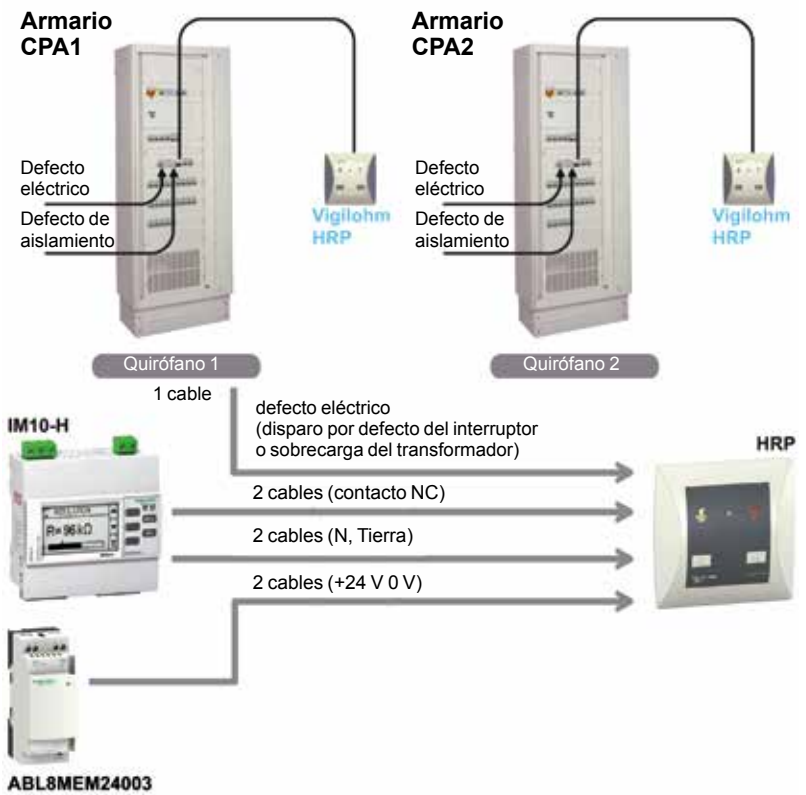 Armario
CPA1
Armario
CPA2
Defecto
eléctrico
Defecto de
aislamiento
Vigilohm
HRP
Defecto
eléctrico
Defecto de
aislamiento
Vigilohm
HRP
Quirófano 1
Quirófano 2
1 cable
defecto eléctrico
(disparo por defecto del interruptor
o sobrecarga del transformador)
IM10-H
HRP
2 cables (contacto NC)
R= 96 kΩ
2 cables (N, Tierra)
2 cables (+24 V 0 V)
ABL8MEM24003